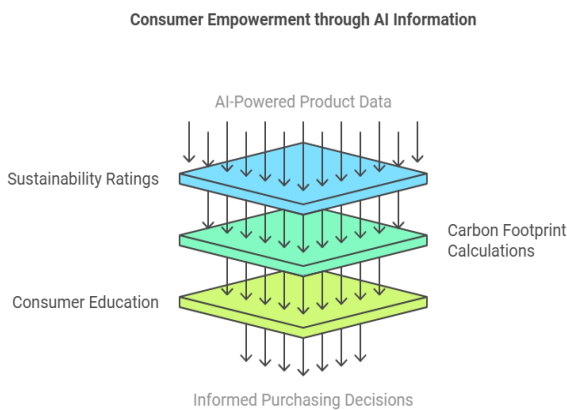 Consumer Empowerment through AI Information
AI-Powered Product Data
Sustainability Ratings
Carbon Footprint
Calculations
Consumer Education
Informed Purchasing Decisions